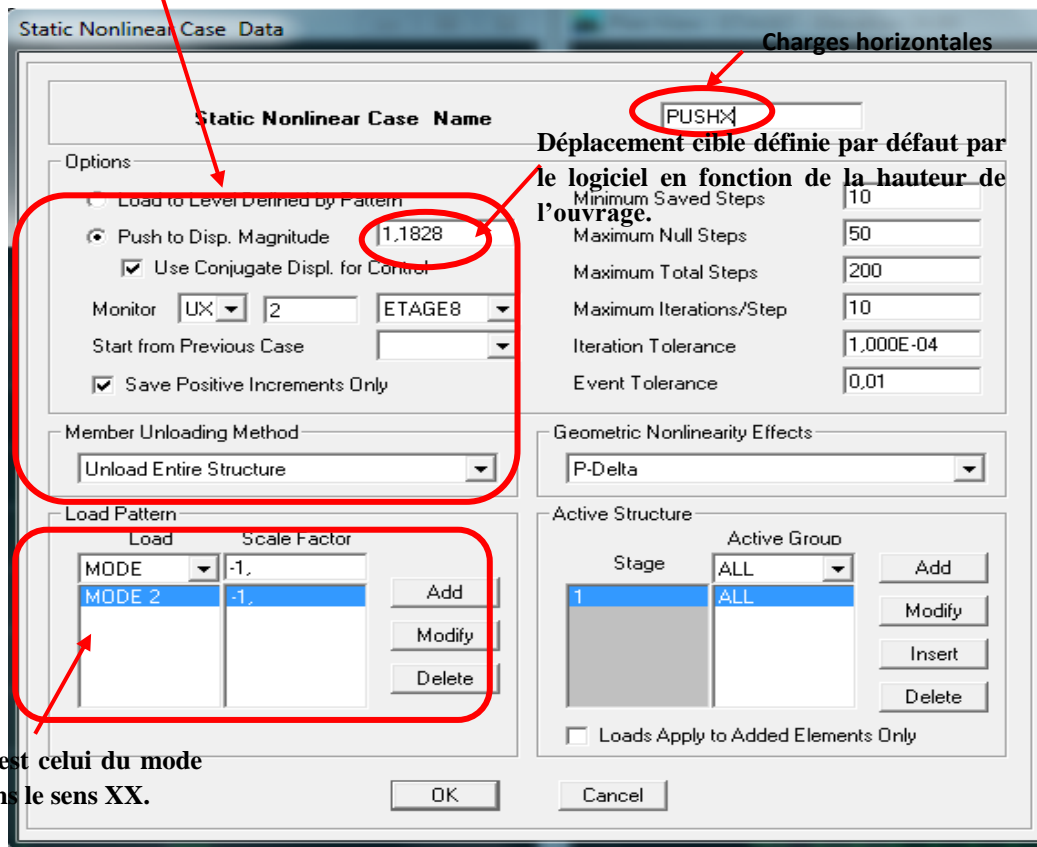 Static Nonlinear Case Data
Charges horizontales
Static Nonlinear Case Name PUSHX
Déplacement cible définie par défaut par
le logiciel en fonction de la hauteur de
l'ouvrage.
Options
Load to Level Defined by Pattern
Push to Disp. Magnitude 1,1828
Use Conjugate Displ. for Control
Monitor UX 2 ETAGE8
Start from Previous Case
Save Positive Increments Only
Minimum Saved Steps 10
Maximum Null Steps 50
Maximum Total Steps 200
Maximum Iterations/Step 10
Iteration Tolerance 1,000E-04
Event Tolerance 0,01
Member Unloading Method
Unload Entire Structure
Geometric Nonlinearity Effects
P-Delta
Load Pattern
Load Scale Factor
MODE -1,
MODE 2 -1,
Add
Modify
Delete
Active Structure
Active Group
Stage ALL
1 ALL
Add
Modify
Insert
Delete
Loads Apply to Added Elements Only
est celui du mode
ns le sens XX.
OK
Cancel